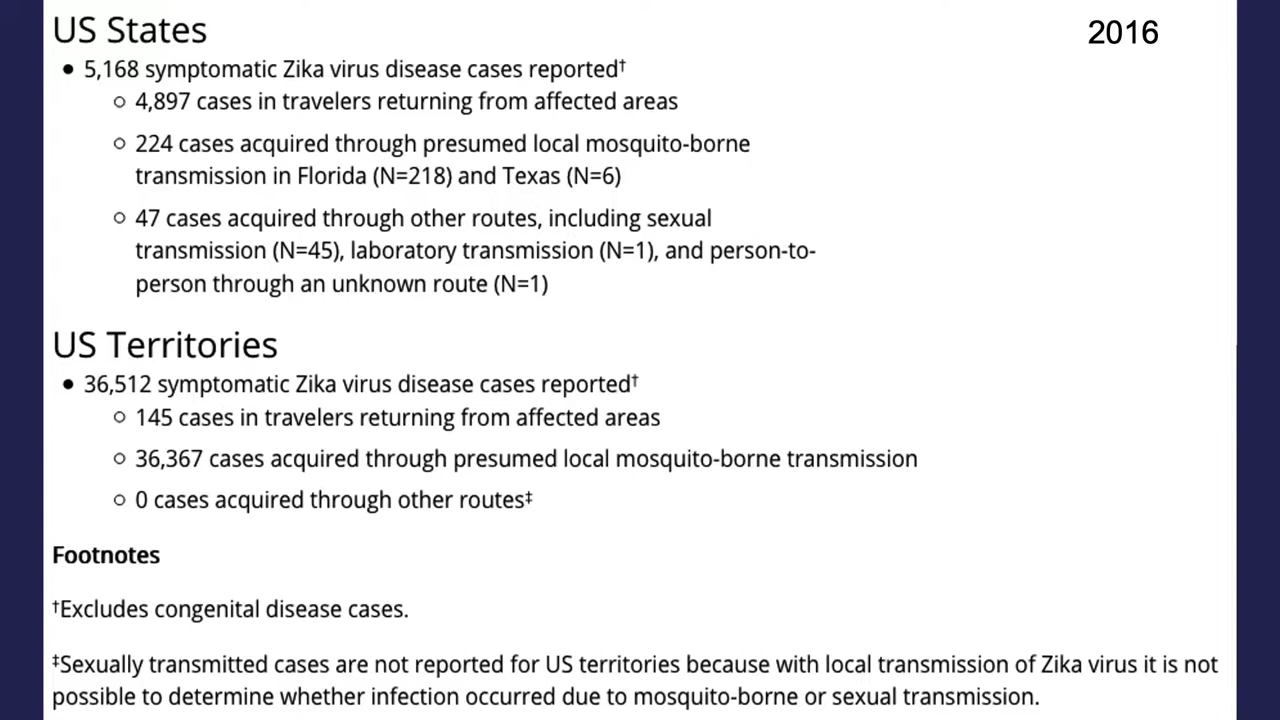 US States
2016
● 5,168 symptomatic Zika virus disease cases reported†
○ 4,897 cases in travelers returning from affected areas
○ 224 cases acquired through presumed local mosquito-borne
transmission in Florida (N=218) and Texas (N=6)
○ 47 cases acquired through other routes, including sexual
transmission (N=45), laboratory transmission (N=1), and person-to-
person through an unknown route (N=1)
US Territories
● 36,512 symptomatic Zika virus disease cases reported†
○ 145 cases in travelers returning from affected areas
○ 36,367 cases acquired through presumed local mosquito-borne transmission
○ 0 cases acquired through other routes‡
Footnotes
†Excludes congenital disease cases.
‡Sexually transmitted cases are not reported for US territories because with local transmission of Zika virus it is not
possible to determine whether infection occurred due to mosquito-borne or sexual transmission.